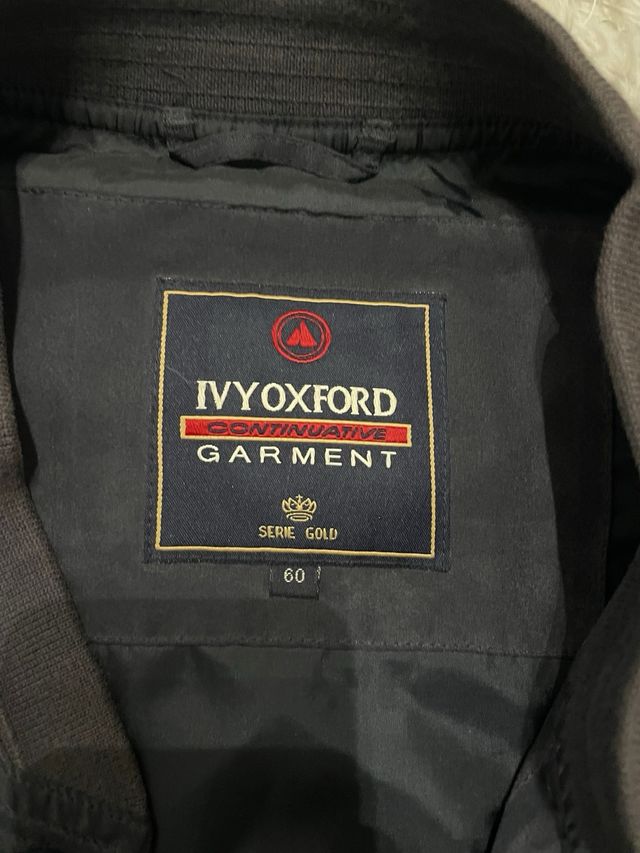 IVY OXFORD
CONTINUATIVE
GARMENT
SERIE GOLD
60